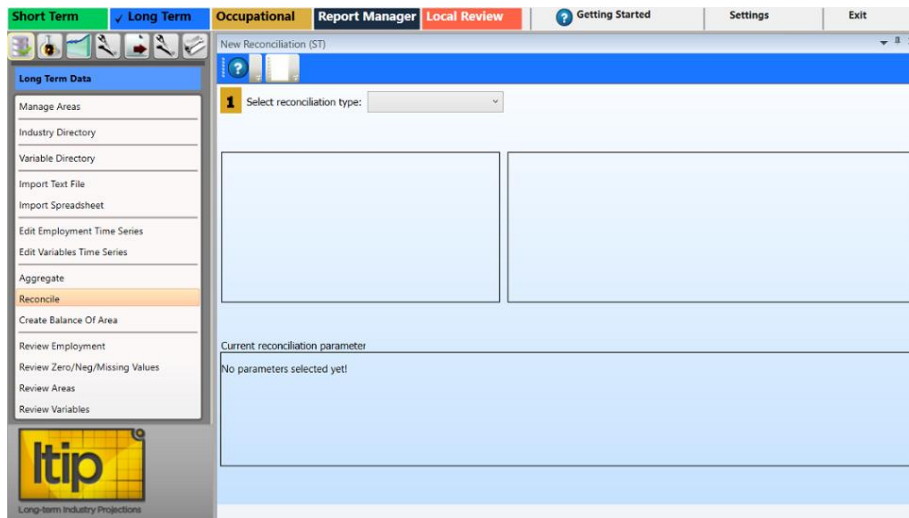 Short Term
✓ Long Term
Occupational
Report Manager
Local Review
? Getting Started
Settings
Exit
New Reconciliation (ST)
?
Long Term Data
1 Select reconciliation type:
Manage Areas
Industry Directory
Variable Directory
Import Text File
Import Spreadsheet
Edit Employment Time Series
Edit Variables Time Series
Aggregate
Reconcile
Create Balance Of Area
Review Employment
Review Zero/Neg/Missing Values
Review Areas
Review Variables
Current reconciliation parameter
No parameters selected yet!
ltip
Long-term Industry Projections